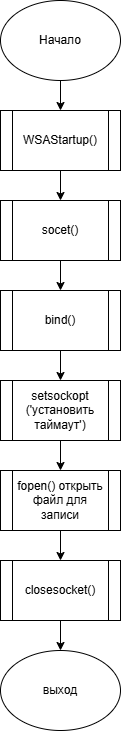 Начало
WSAStartup()
socet()
bind()
setsockopt
('установить
таймаут')
fopen() открыть
файл для
записи
closesocket()
выход